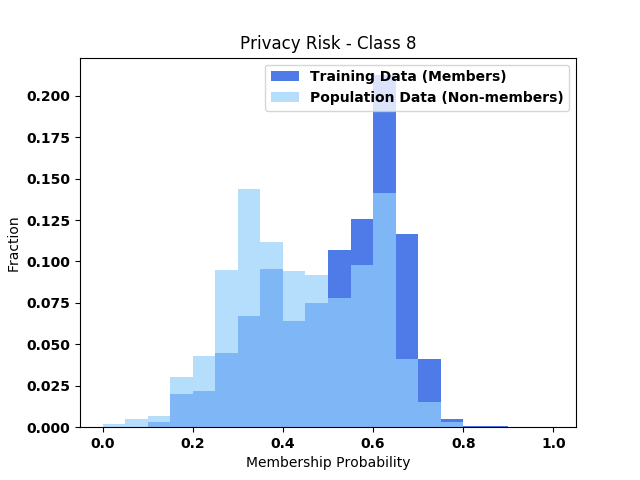 Privacy Risk - Class 8
Training Data (Members)
Population Data (Non-members)
0.200
0.175
0.150
0.125
0.100
0.075
0.050
0.025
0.000
Fraction
0.0 0.2 0.4 0.6 0.8 1.0
Membership Probability